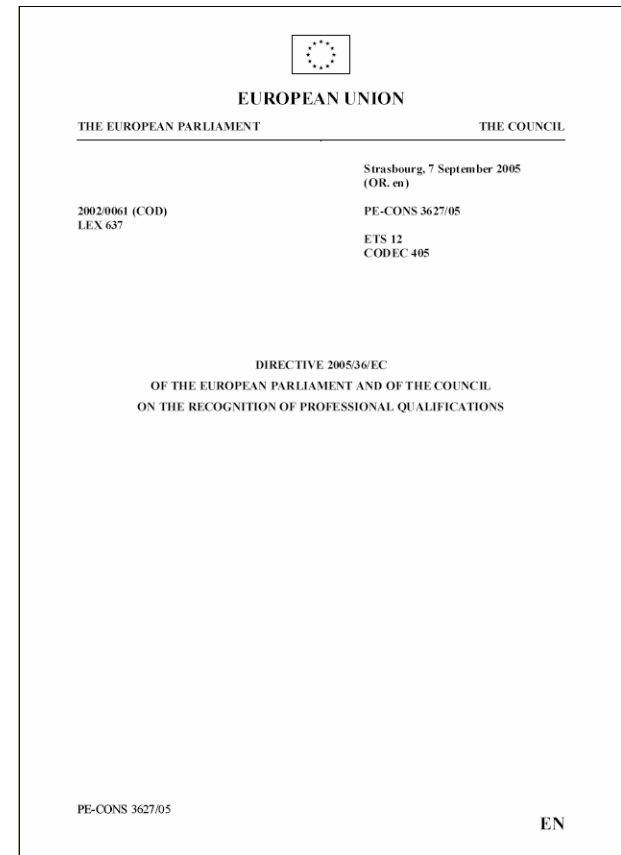 EUROPEAN UNION
THE EUROPEAN PARLIAMENT THE COUNCIL
Strasbourg, 7 September 2005
(OR. en)
2002/0061 (COD) PE-CONS 3627/05
LEX 637
ETS 12
CODEC 405
DIRECTIVE 2005/36/EC
OF THE EUROPEAN PARLIAMENT AND OF THE COUNCIL
ON THE RECOGNITION OF PROFESSIONAL QUALIFICATIONS
PE-CONS 3627/05
EN